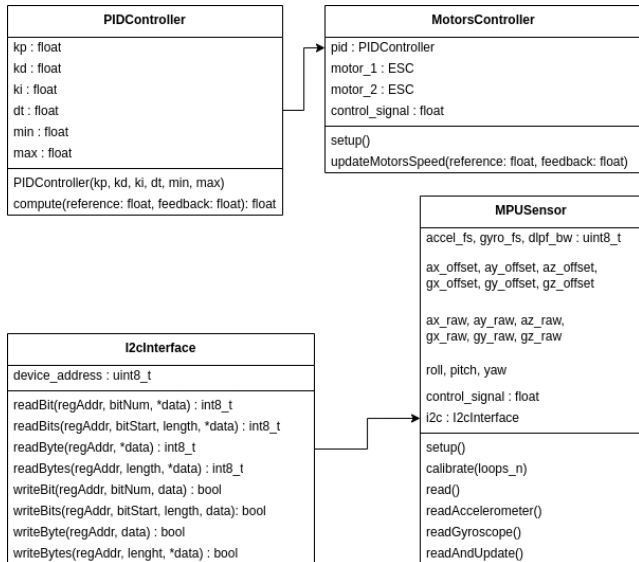 PIDController
kp : float
kd : float
ki : float
dt : float
min : float
max : float
PIDController(kp, kd, ki, dt, min, max)
compute(reference: float, feedback: float): float
MotorsController
pid : PIDController
motor_1 : ESC
motor_2 : ESC
control_signal : float
setup()
updateMotorsSpeed(reference: float, feedback: float)
MPUSensor
accel_fs, gyro_fs, dlpf_bw : uint8_t
ax_offset, ay_offset, az_offset,
gx_offset, gy_offset, gz_offset
ax_raw, ay_raw, az_raw,
gx_raw, gy_raw, gz_raw
roll, pitch, yaw
control_signal : float
i2c : I2cInterface
setup()
calibrate(loops_n)
read()
readAccelerometer()
readGyroscope()
readAndUpdate()
I2cInterface
device_address : uint8_t
readBit(regAddr, bitNum, *data) : int8_t
readBits(regAddr, bitStart, length, *data) : int8_t
readByte(regAddr, *data) : int8_t
readBytes(regAddr, length, *data) : int8_t
writeBit(regAddr, bitNum, data) : bool
writeBits(regAddr, bitStart, length, data): bool
writeByte(regAddr, data) : bool
writeBytes(regAddr, lenght, *data) : bool